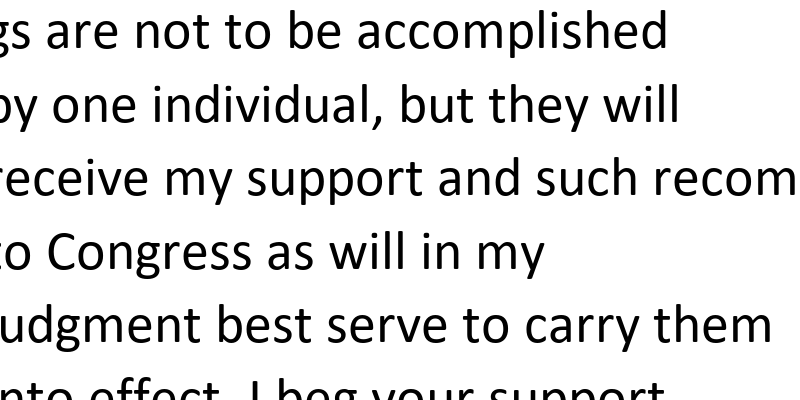 gs are not to be accomplished
by one individual, but they will
receive my support and such recom
to Congress as will in my
udgment best serve to carry them
nto effect. I beg your support